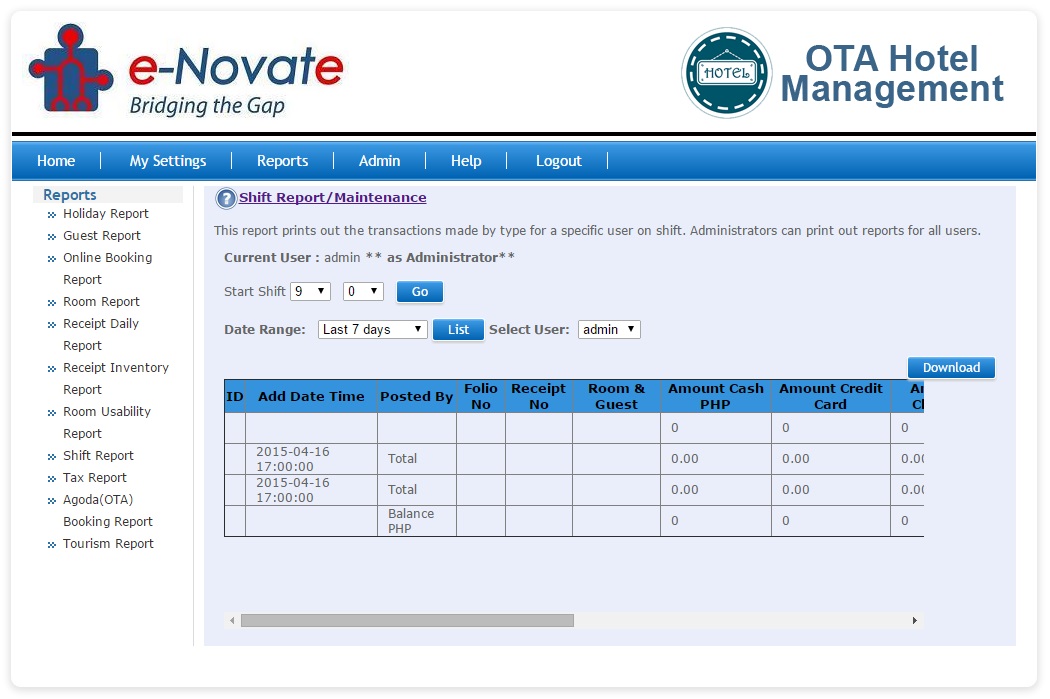 e-Novate
Bridging the Gap
HOTEL
OTA Hotel
Management
Home
My Settings
Reports
Admin
Help
Logout
Reports
Holiday Report
Guest Report
Online Booking
Report
Room Report
Receipt Daily
Report
Receipt Inventory
Report
Room Usability
Report
Shift Report
Tax Report
Agoda(OTA)
Booking Report
Tourism Report
? Shift Report/Maintenance
This report prints out the transactions made by type for a specific user on shift. Administrators can print out reports for all users.
Current User : admin ** as Administrator**
Start Shift 9 0 Go
Date Range: Last 7 days List Select User: admin
Download
ID Add Date Time Posted By Folio No Receipt No Room & Guest Amount Cash PHP Amount Credit Card
0 0 0
2015-04-16 17:00:00 Total 0.00 0.00 0.00
2015-04-16 17:00:00 Total 0.00 0.00 0.00
Balance PHP 0 0 0